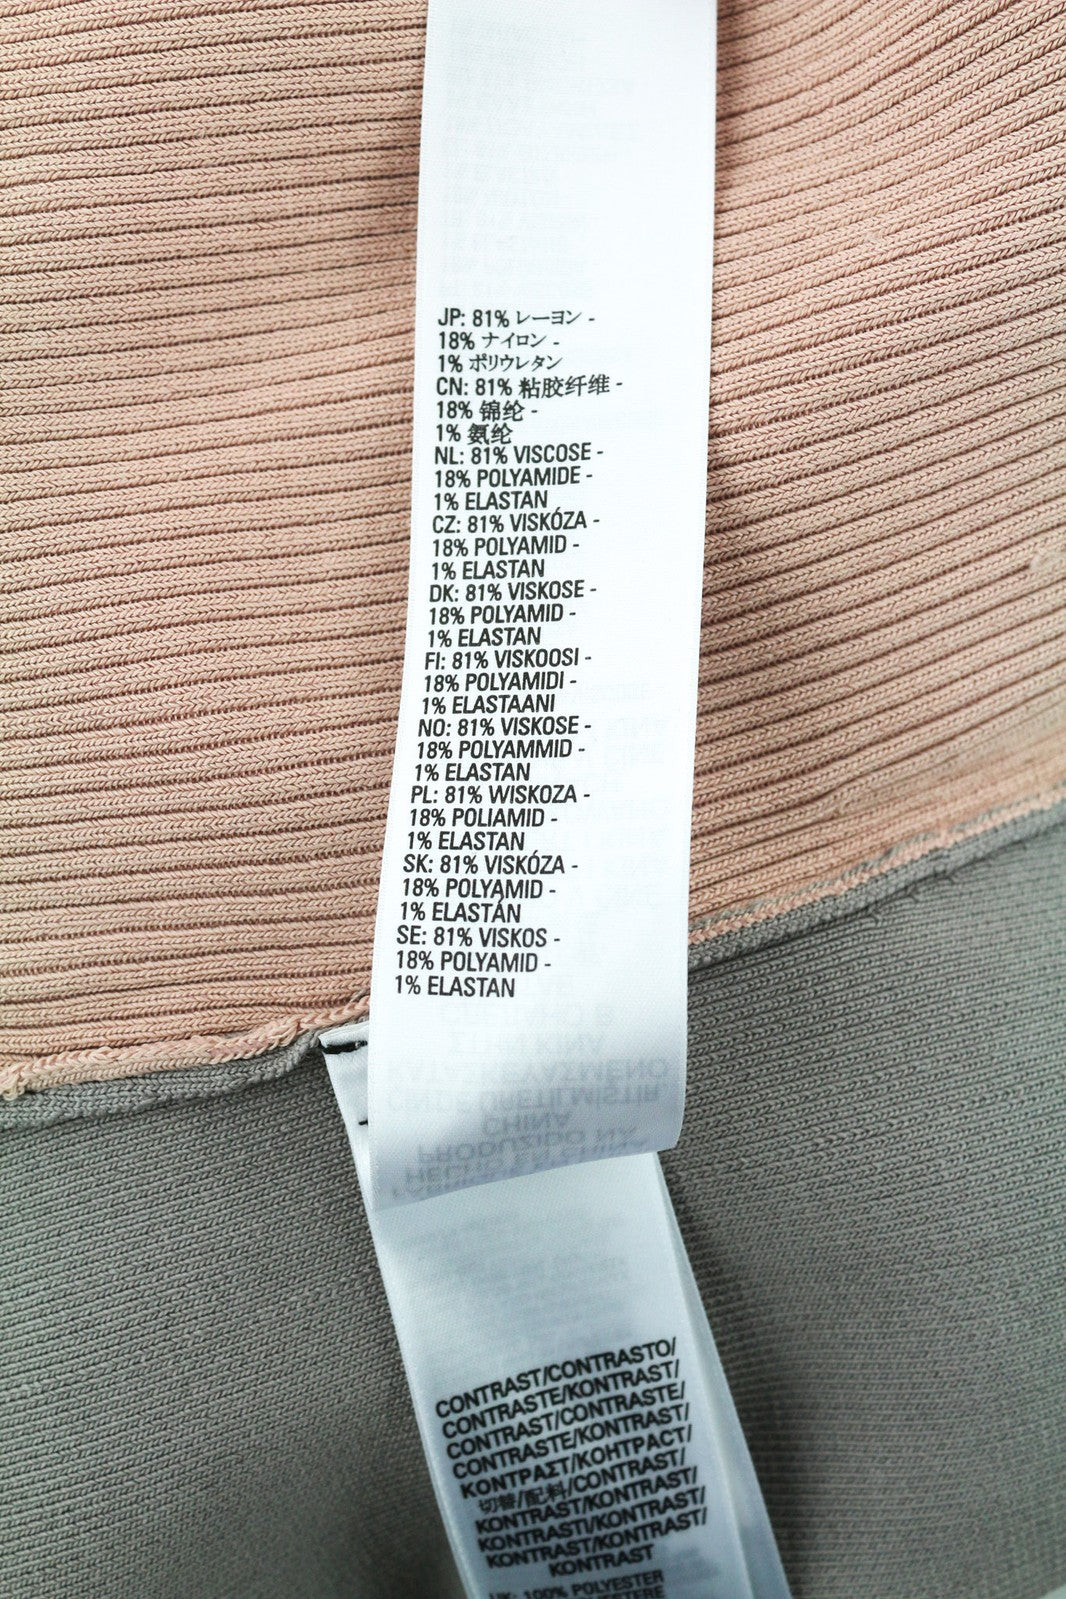 JP: 81% レーヨン -
18% ナイロン -
1% ポリウレタン
CN: 81% 粘胶纤维 -
18% 锦纶 -
1% 氨纶
NL: 81% VISCOSE -
18% POLYAMIDE -
1% ELASTAN
CZ: 81% VISKÓZA -
18% POLYAMID -
1% ELASTAN
DK: 81% VISKOSE -
18% POLYAMID -
1% ELASTAN
FI: 81% VISKOOSI -
18% POLYAMIDI -
1% ELASTAANI
NO: 81% VISKOSE -
18% POLYAMMID -
1% ELASTAN
PL: 81% WISKOZA -
18% POLIAMID -
1% ELASTAN
SK: 81% VISKÓZA -
18% POLYAMID -
1% ELASTÁN
SE: 81% VISKOS -
18% POLYAMID -
1% ELASTAN
CONTRAST/CONTRASTO/
CONTRASTE/KONTRAST/
CONTRAST/CONTRASTE/
CONTRASTE/KONTRAST/
ΚΟΝΤΡΑΣΤ/КОНТРАСТ/
切替/配料/CONTRAST/
KONTRAST/KONTRAST/
KONTRASTI/KONTRAST/
KONTRAST/KONTRAST/
KONTRAST
UK: 100% POLYESTER